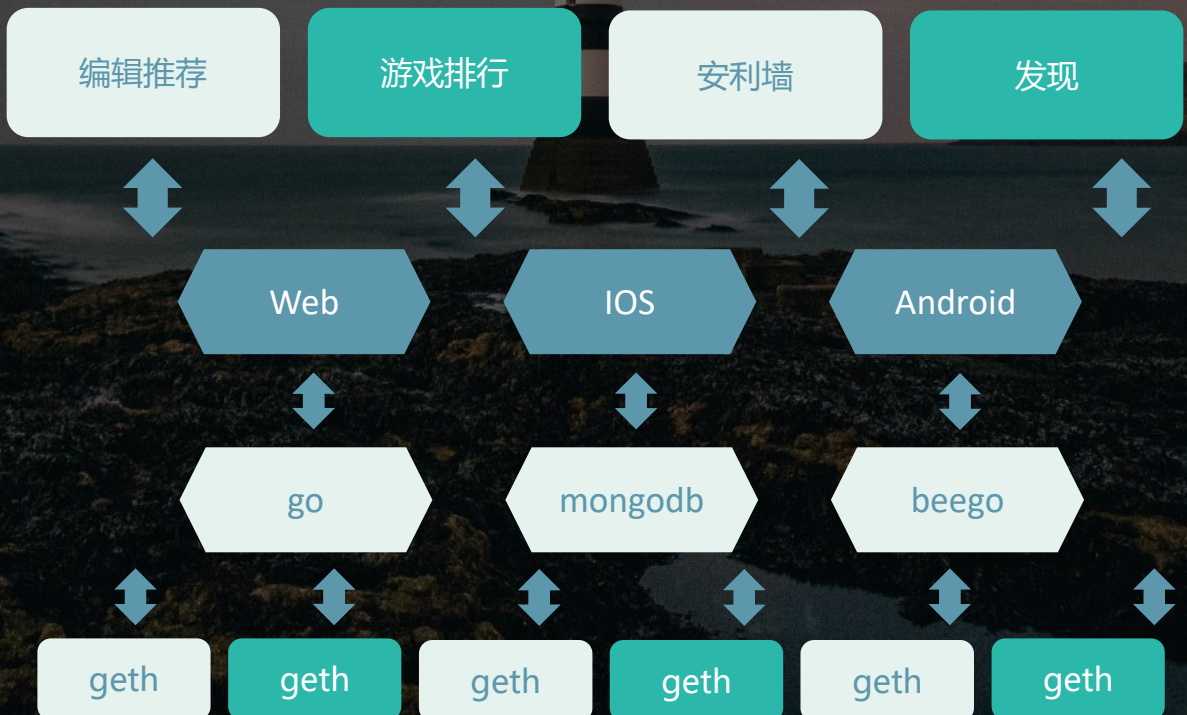 编辑推荐
游戏排行
安利墙
发现
Web
IOS
Android
go
mongodb
beego
geth
geth
geth
geth
geth
geth